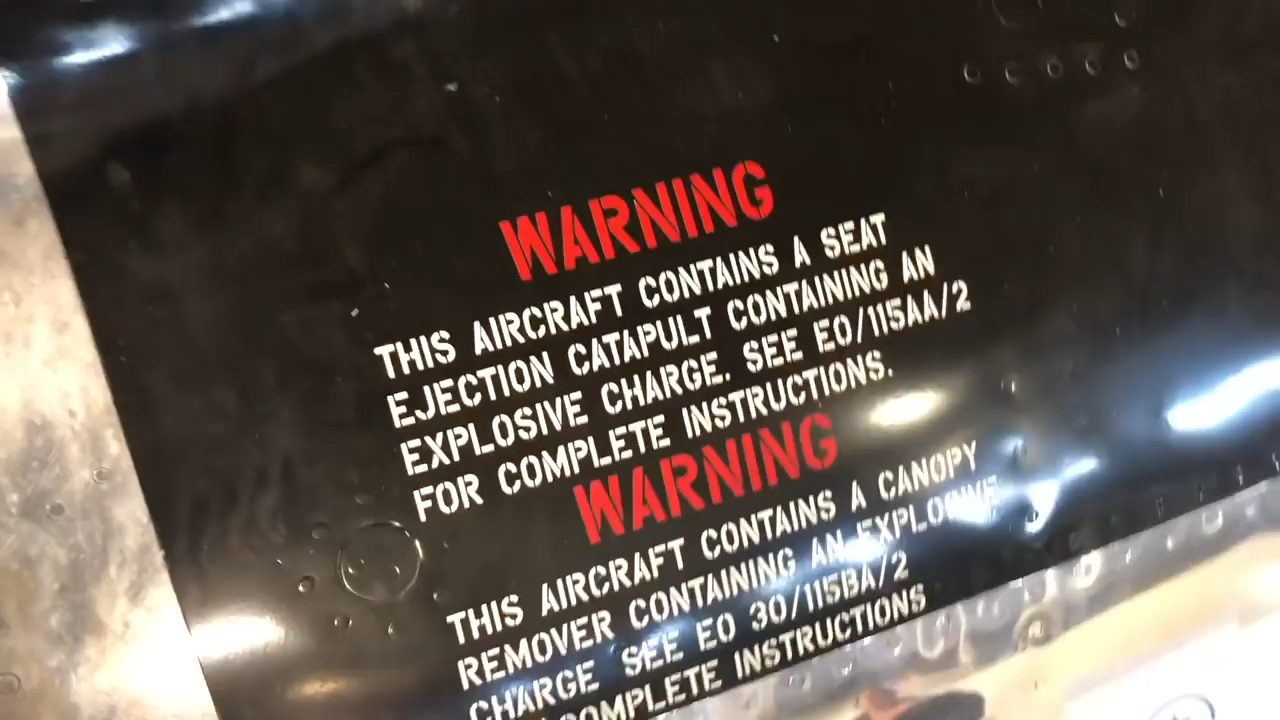 WARNING
THIS AIRCRAFT CONTAINS A SEAT
EJECTION CATAPULT CONTAINING AN
EXPLOSIVE CHARGE. SEE EO/115AA/2
FOR COMPLETE INSTRUCTIONS.
WARNING
THIS AIRCRAFT CONTAINS A CANOPY
REMOVER CONTAINING AN EXPLOSIVE
CHARGE SEE EO 30/115BA/2
COMPLETE INSTRUCTIONS